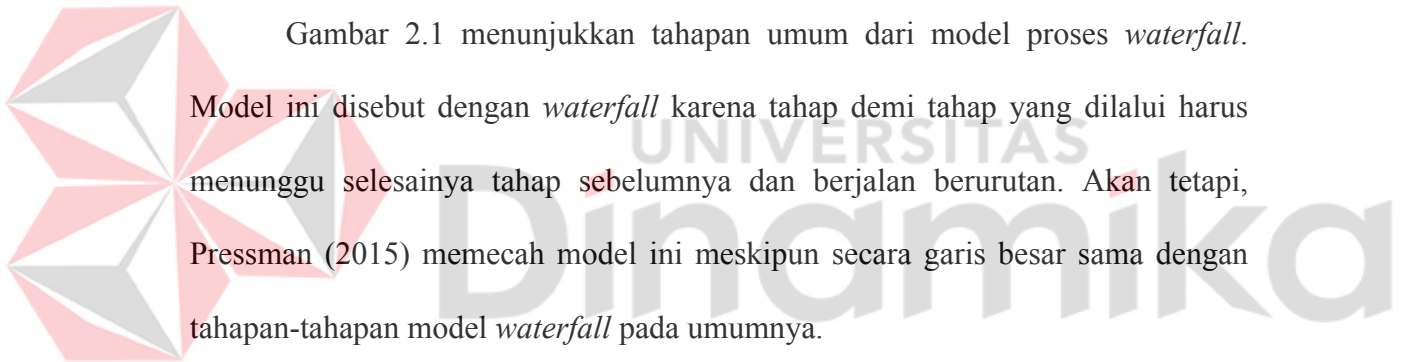 Gambar 2.1 menunjukkan tahapan umum dari model proses waterfall.
Model ini disebut dengan waterfall karena tahap demi tahap yang dilalui harus
UNIVERSITAS
menunggu selesainya tahap sebelumnya dan berjalan berurutan. Akan tetapi,
Dinamika
Pressman (2015) memecah model ini meskipun secara garis besar sama dengan
tahapan-tahapan model waterfall pada umumnya.